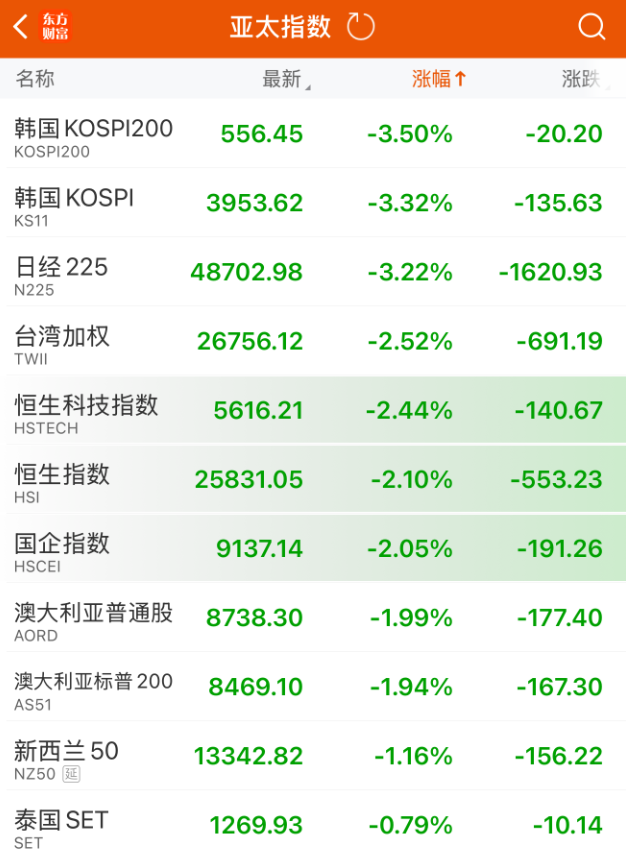 东方
财富
亚太指数
名称 最新 涨幅↑ 涨跌
韩国KOSPI200 556.45 -3.50% -20.20
KOSPI200
韩国KOSPI 3953.62 -3.32% -135.63
KS11
日经225 48702.98 -3.22% -1620.93
N225
台湾加权 26756.12 -2.52% -691.19
TWII
恒生科技指数 5616.21 -2.44% -140.67
HSTECH
恒生指数 25831.05 -2.10% -553.23
HSI
国企指数 9137.14 -2.05% -191.26
HSCEI
澳大利亚普通股 8738.30 -1.99% -177.40
AORD
澳大利亚标普200 8469.10 -1.94% -167.30
AS51
新西兰50 13342.82 -1.16% -156.22
NZ50 延
泰国SET 1269.93 -0.79% -10.14
SET